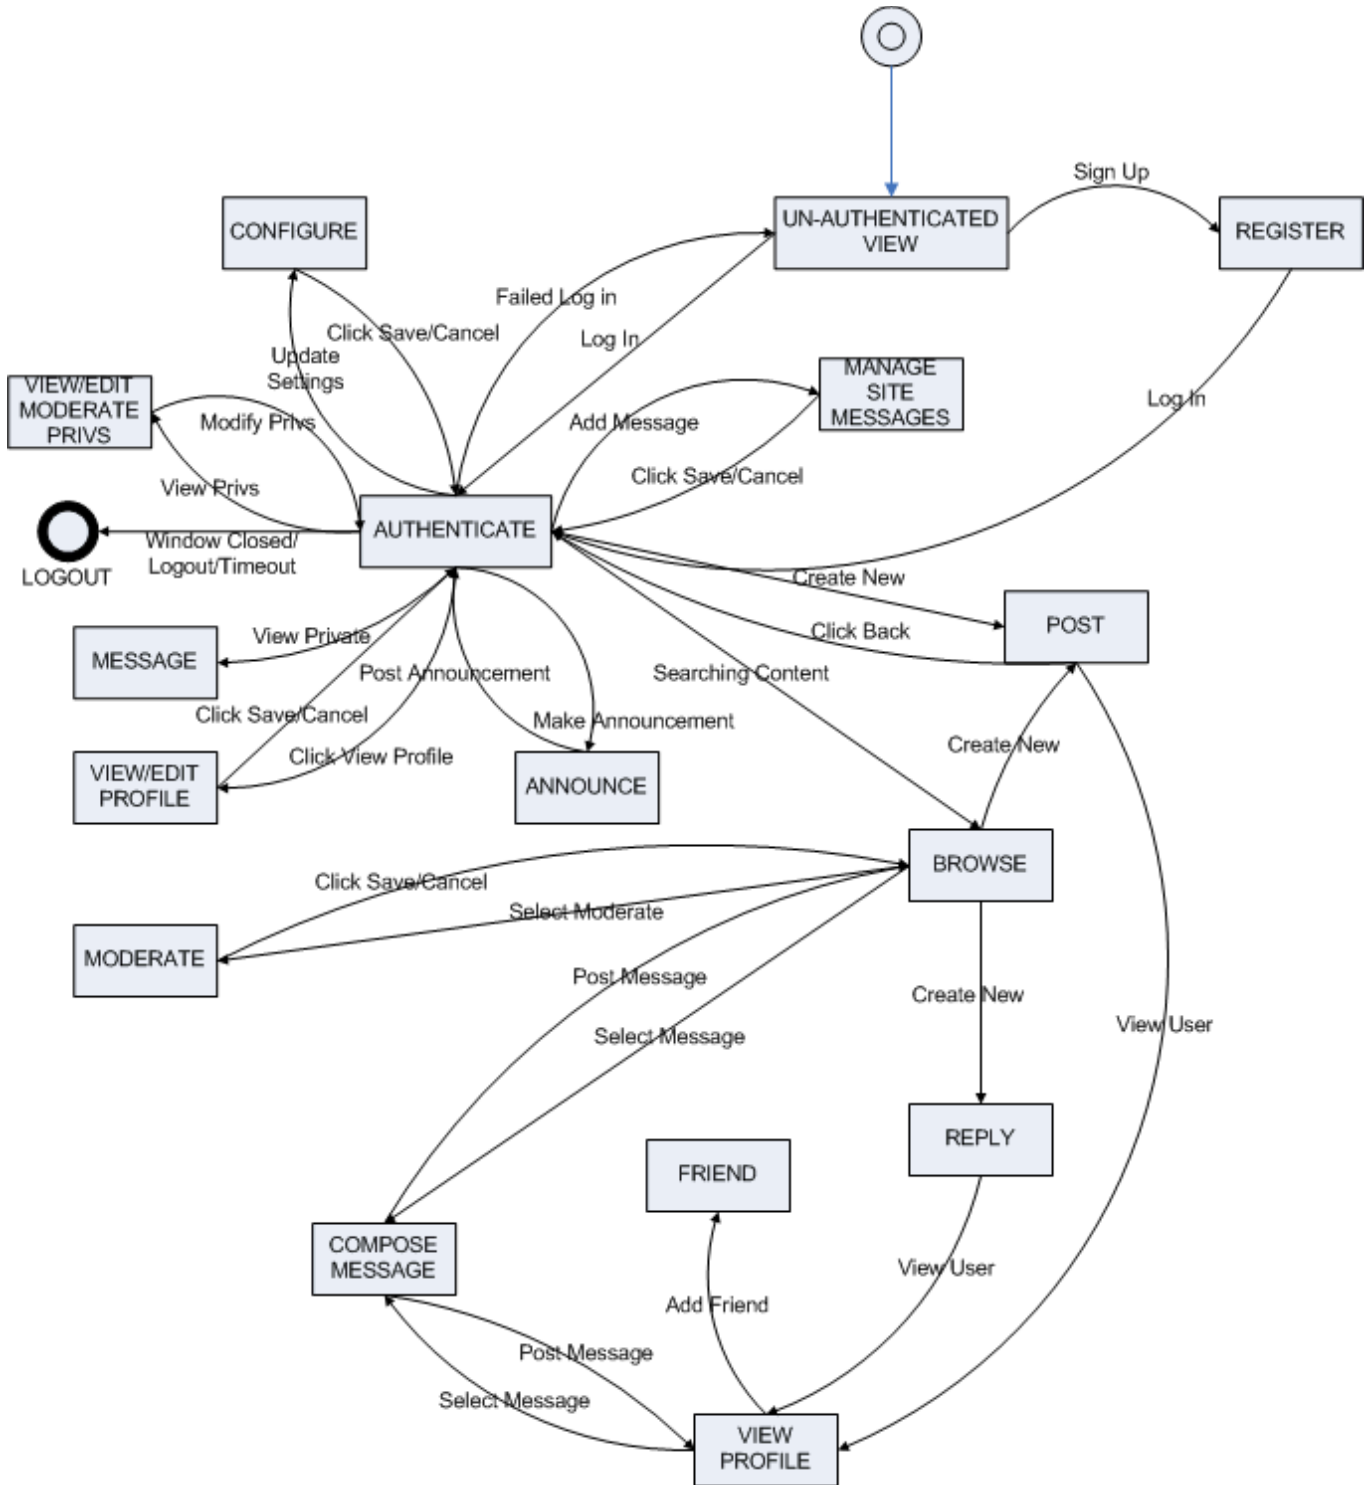 Sign Up
CONFIGURE
UN-AUTHENTICATED
VIEW
REGISTER
Failed Log in
Click Save/Cancel
Log In
Update
Settings
VIEW/EDIT
MODERATE
PRIVS
MANAGE
SITE
MESSAGES
Modify Privs
Add Message
Log In
View Privs
Click Save/Cancel
AUTHENTICATE
Window Closed/
Logout/Timeout
LOGOUT
Create New
POST
MESSAGE
View Private
Click Back
Post Announcement
Searching Content
Click Save/Cancel
Make Announcement
Click View Profile
Create New
VIEW/EDIT
PROFILE
ANNOUNCE
BROWSE
Click Save/Cancel
Select Moderate
MODERATE
Post Message
Create New
View User
Select Message
REPLY
FRIEND
COMPOSE
MESSAGE
View User
Add Friend
Post Message
Select Message
VIEW
PROFILE